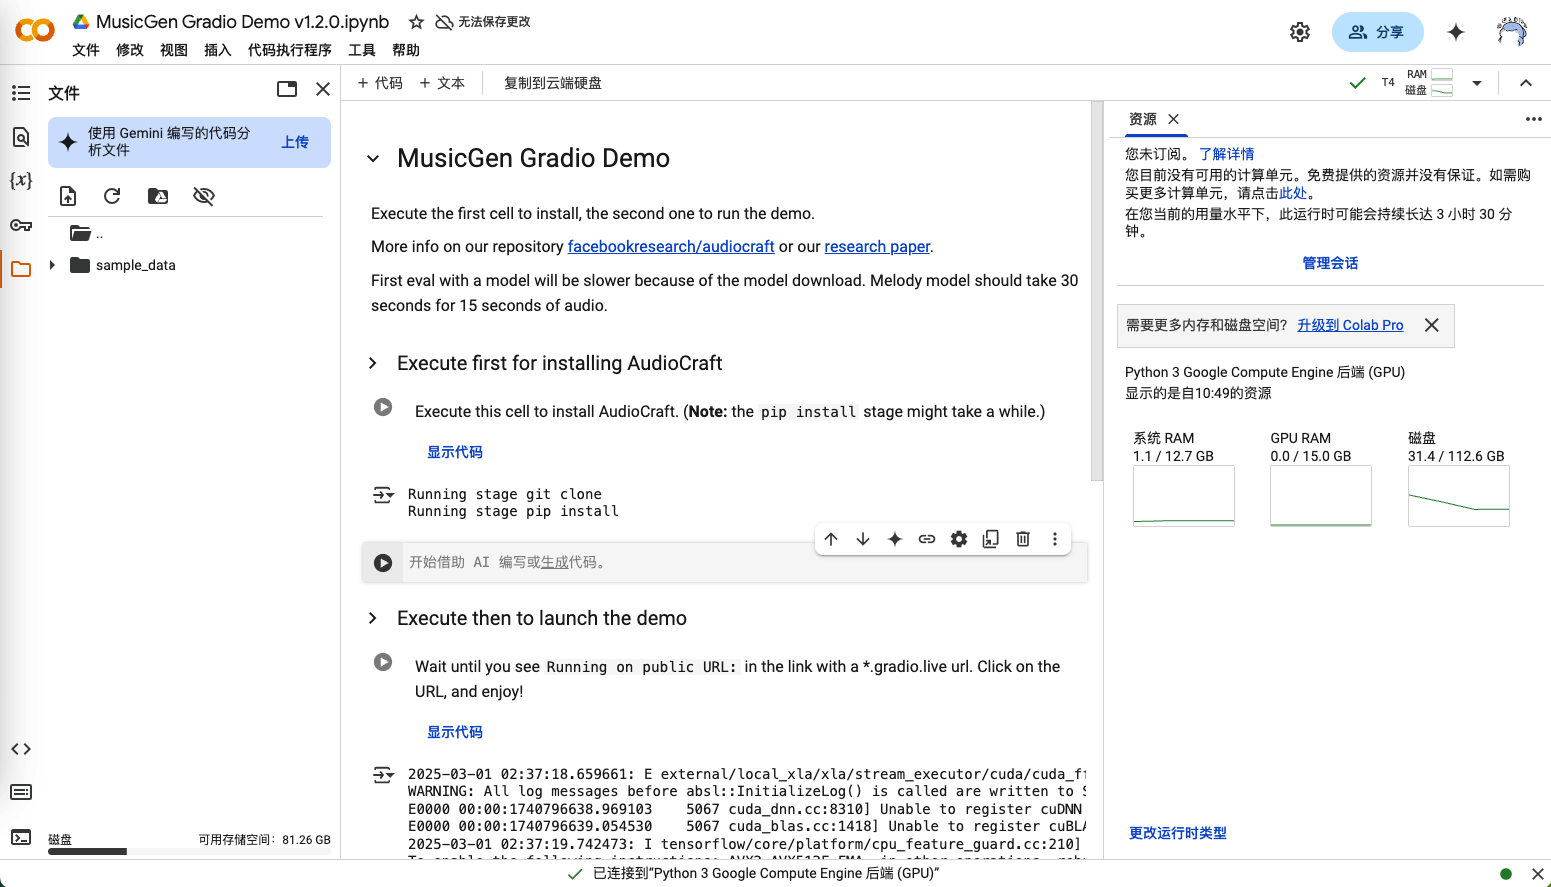 MusicGen Gradio Demo v1.2.0.ipynb
无法保存更改
文件 修改 视图 插入 代码执行程序 工具 帮助
分享
文件
+ 代码 + 文本 复制到云端硬盘
T4
RAM
磁盘
使用 Gemini 编写的代码分
析文件
上传
..
sample_data
MusicGen Gradio Demo
Execute the first cell to install, the second one to run the demo.
More info on our repository facebookresearch/audiocraft or our research paper.
First eval with a model will be slower because of the model download. Melody model should take 30
seconds for 15 seconds of audio.
Execute first for installing AudioCraft
Execute this cell to install AudioCraft. (Note: the pip install stage might take a while.)
显示代码
Running stage git clone
Running stage pip install
开始借助 AI 编写或生成代码。
Execute then to launch the demo
Wait until you see Running on public URL: in the link with a *.gradio.live url. Click on the
URL, and enjoy!
显示代码
2025-03-01 02:37:18.659661: E external/local_xla/xla/stream_executor/cuda/cuda_ff
WARNING: All log messages before absl::InitializeLog() is called are written to S
E0000 00:00:1740796638.969103    5067 cuda_dnn.cc:8310] Unable to register cuDNN
E0000 00:00:1740796639.054530    5067 cuda_blas.cc:1418] Unable to register cuBLA
2025-03-01 02:37:19.742473: I tensorflow/core/platform/cpu_feature_guard.cc:210]
资源
您未订阅。 了解详情
您目前没有可用的计算单元。免费提供的资源并没有保证。如需购
买更多计算单元，请点击此处。
在您当前的用量水平下，此运行时可能会持续长达 3 小时 30 分
钟。
管理会话
需要更多内存和磁盘空间？ 升级到 Colab Pro
Python 3 Google Compute Engine 后端 (GPU)
显示的是自10:49的资源
系统 RAM
1.1 / 12.7 GB
GPU RAM
0.0 / 15.0 GB
磁盘
31.4 / 112.6 GB
更改运行时类型
磁盘 可用存储空间：81.26 GB
已连接到“Python 3 Google Compute Engine 后端 (GPU)”